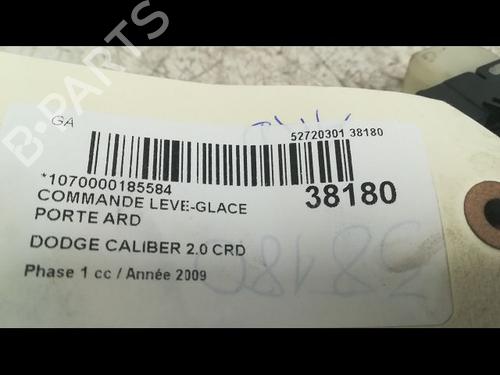 GA
52720301 38180
*1070000185584
38180
COMMANDE LEVE-GLACE
PORTE ARD
DODGE CALIBER 2.0 CRD
Phase 1 cc / Année 2009
38180
B-PARTS